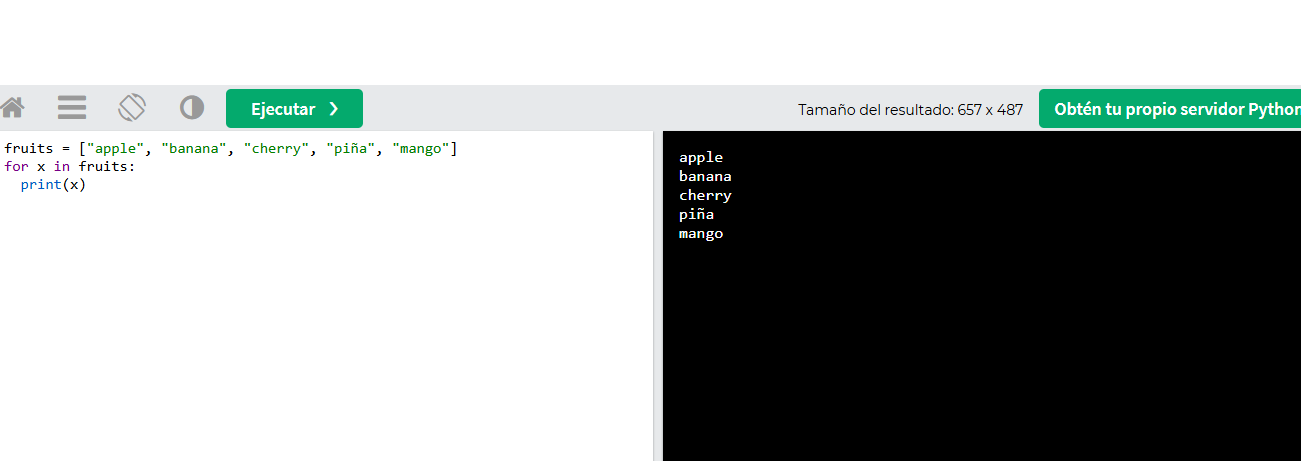 Ejecutar ❯
Tamaño del resultado: 657 x 487
Obtén tu propio servidor Python
fruits = ["apple", "banana", "cherry", "piña", "mango"]
for x in fruits:
  print(x)
apple
banana
cherry
piña
mango